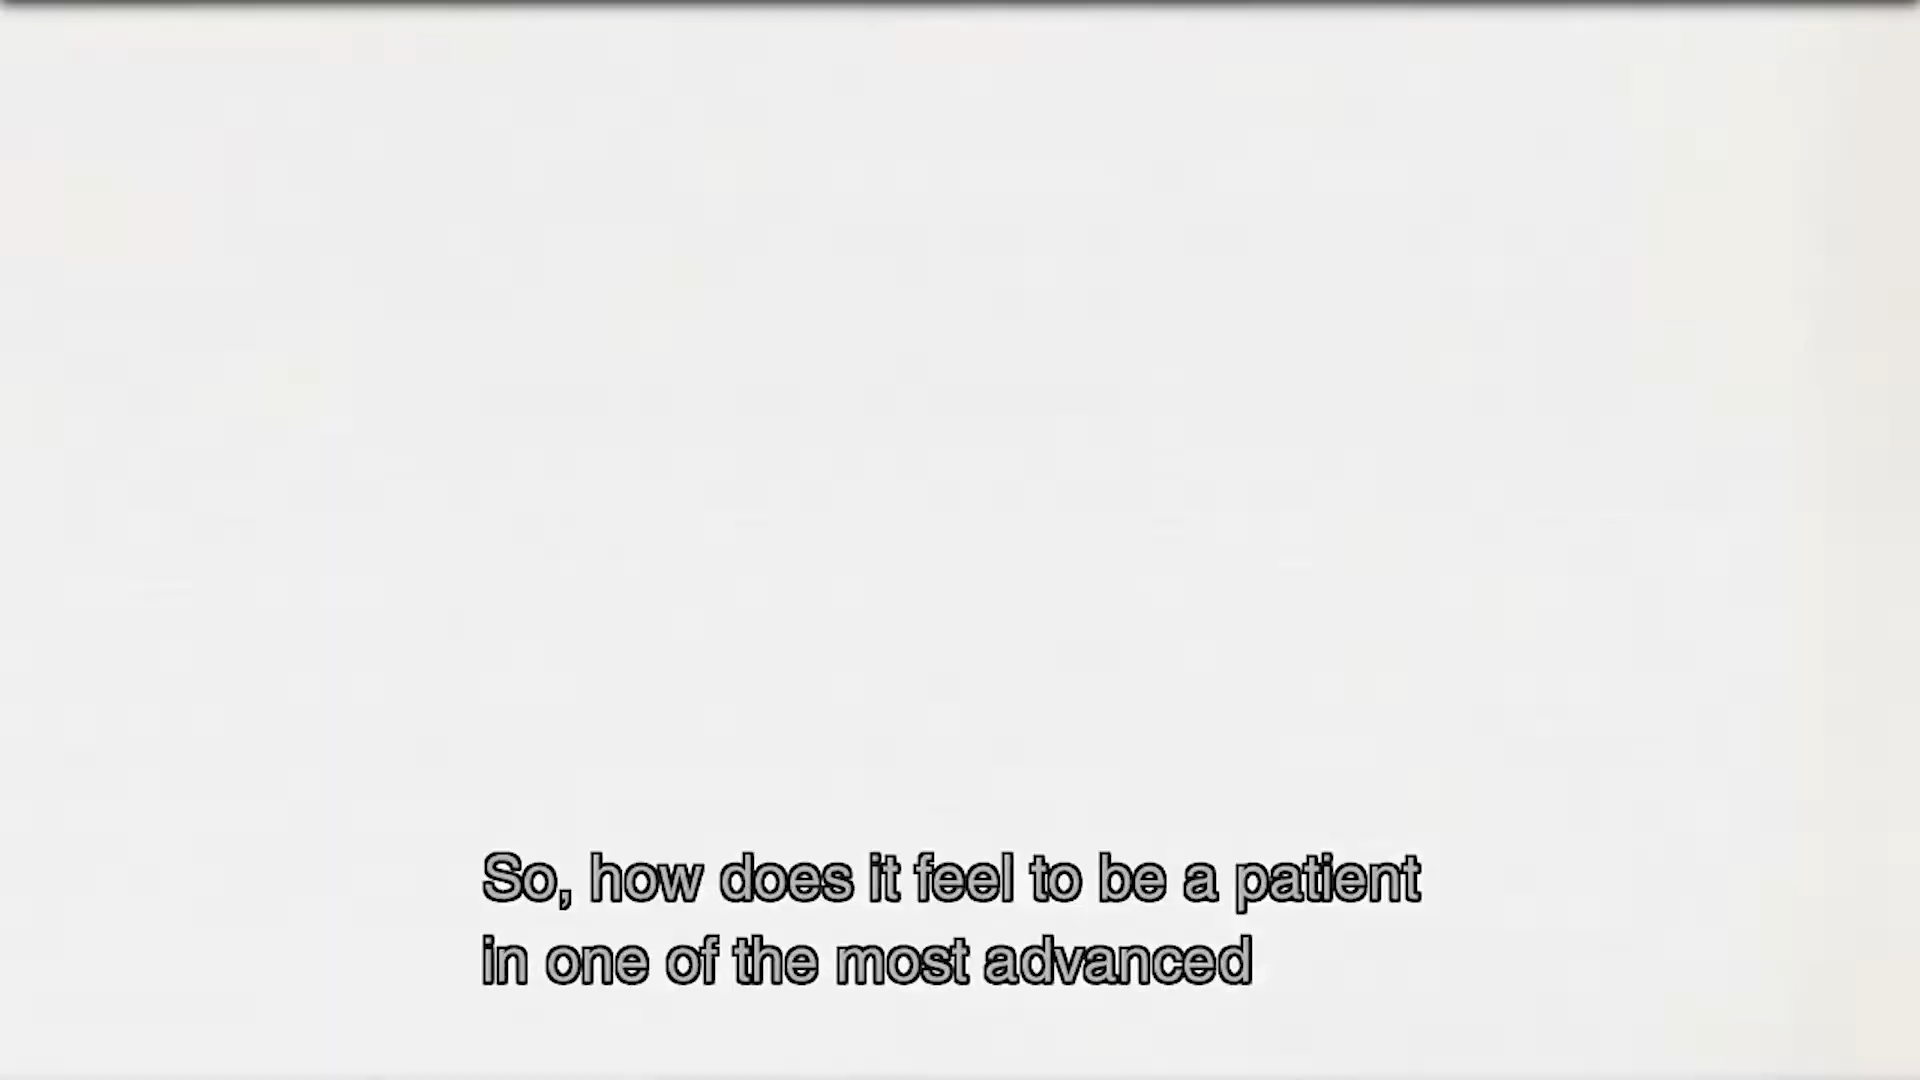 So, how does it feel to be a patient
in one of the most advanced